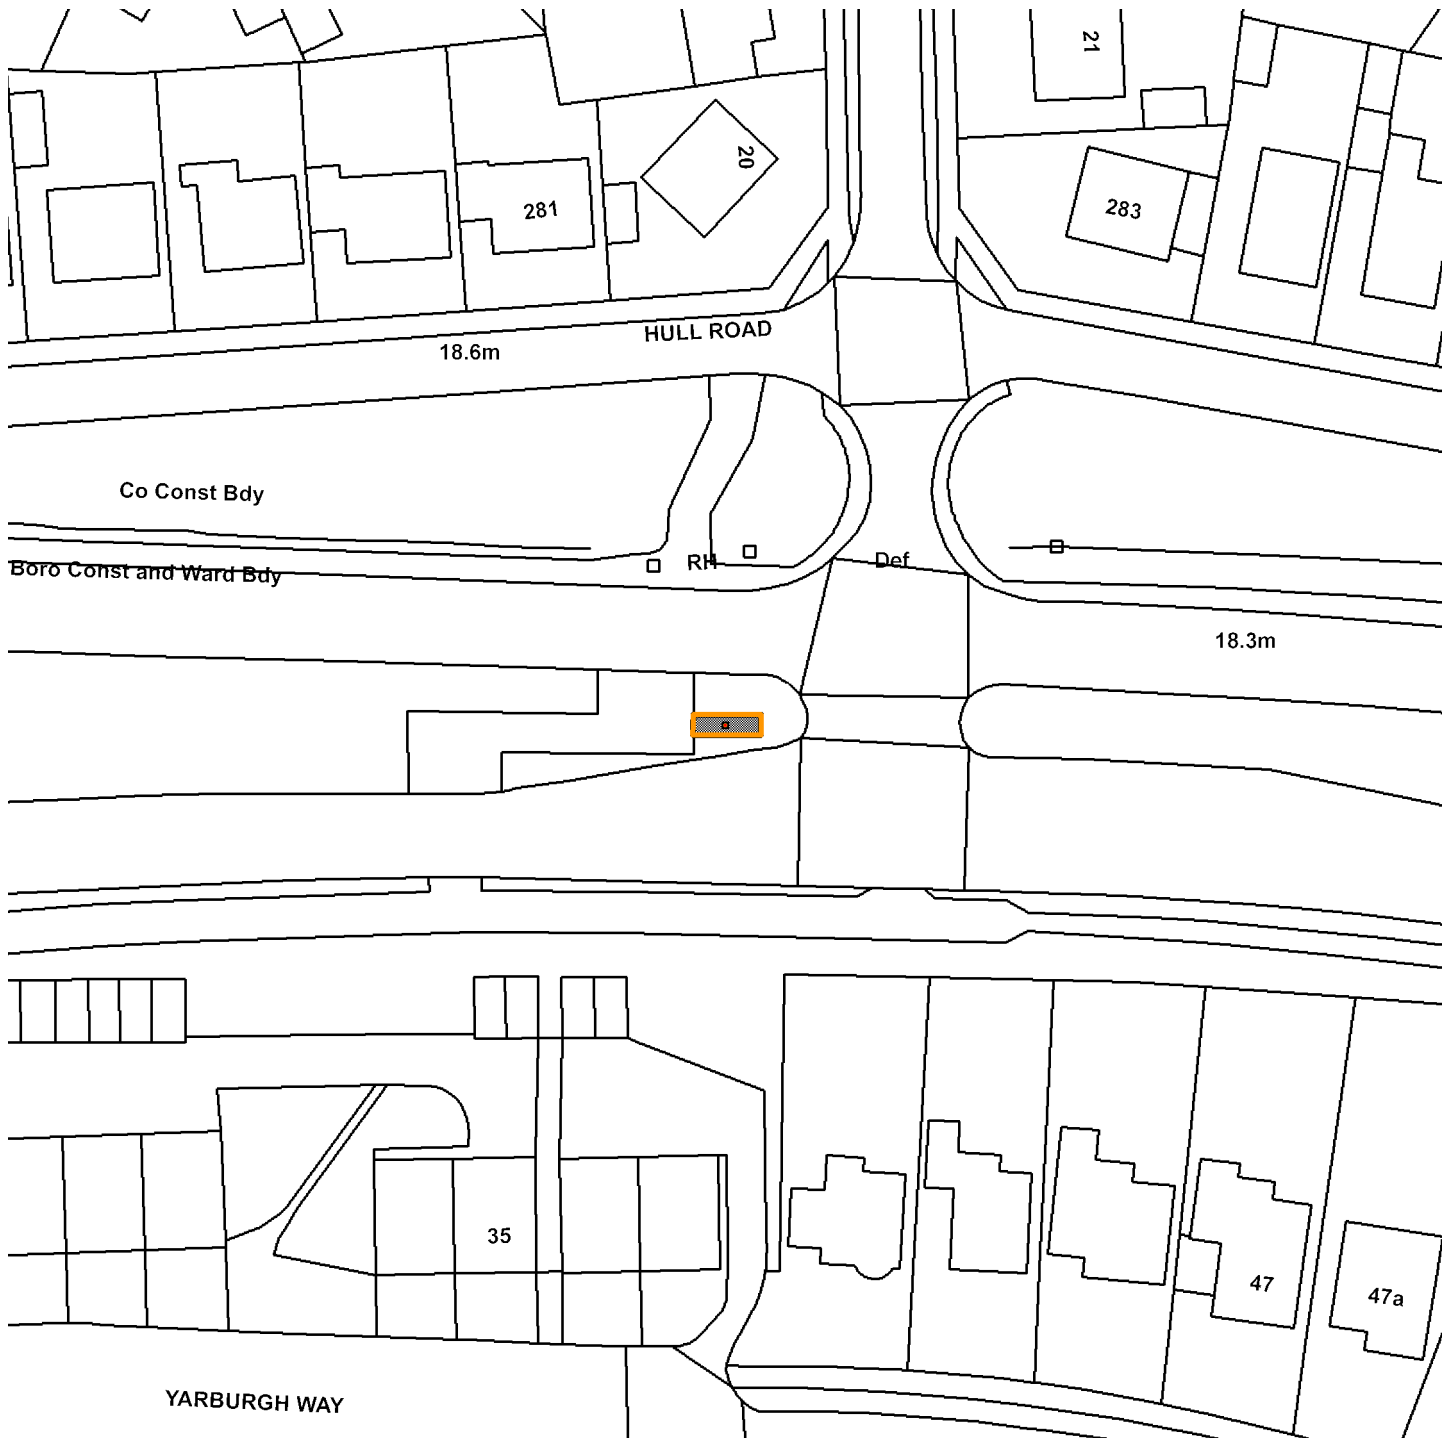 21
20
281
283
HULL ROAD
18.6m
Co Const Bdy
RH
Def
Boro Const and Ward Bdy
18.3m
35
47
47a
YARBURGH WAY